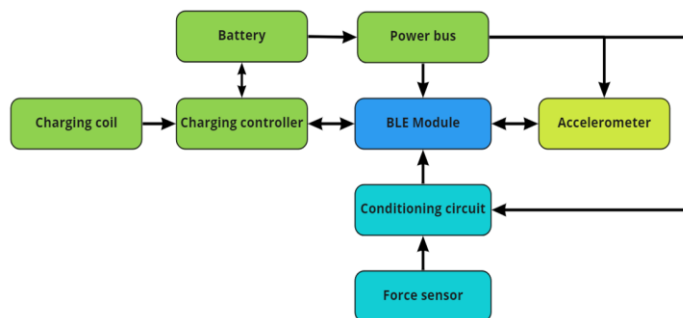 Battery
Power bus
Charging coil
Charging controller
BLE Module
Accelerometer
Conditioning circuit
Force sensor